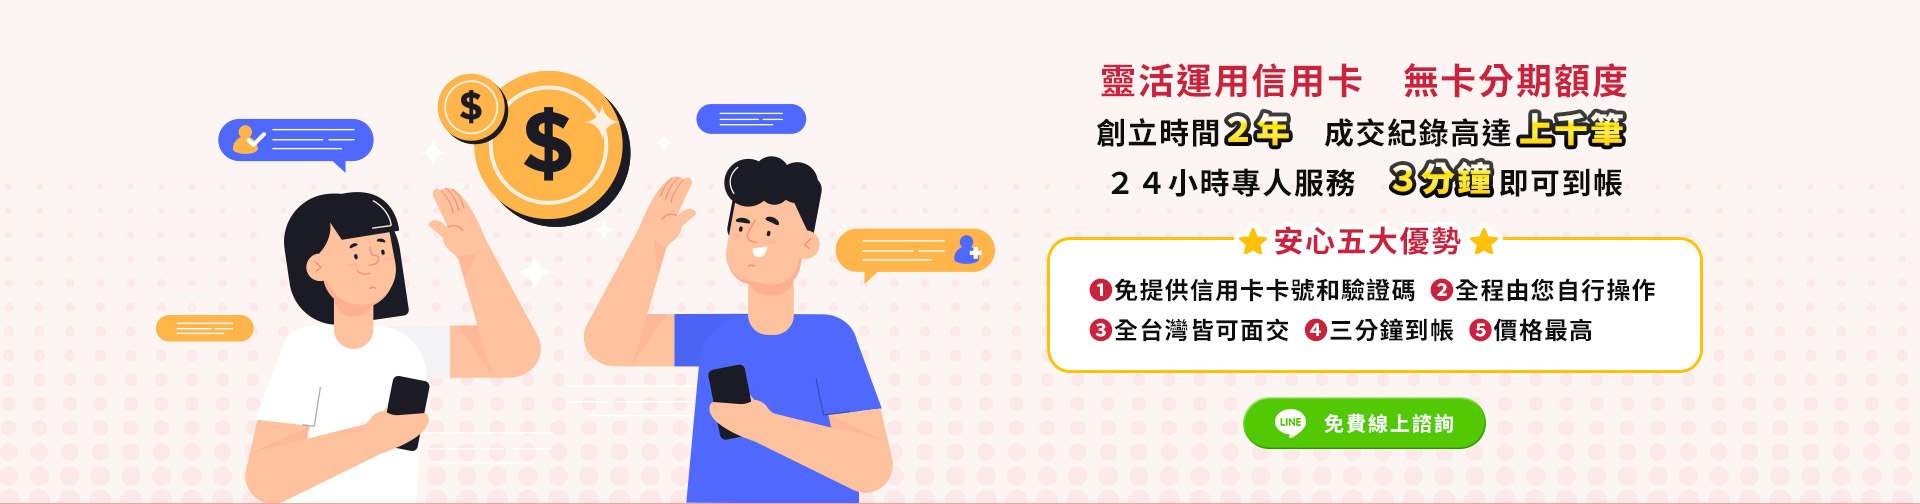 靈活運用信用卡　無卡分期額度
創立時間2年　成交紀錄高達上千筆
２４小時專人服務　3分鐘即可到帳
安心五大優勢
❶免提供信用卡卡號和驗證碼 ❷全程由您自行操作
❸全台灣皆可面交 ❹三分鐘到帳 ❺價格最高
LINE 免費線上諮詢
$
$